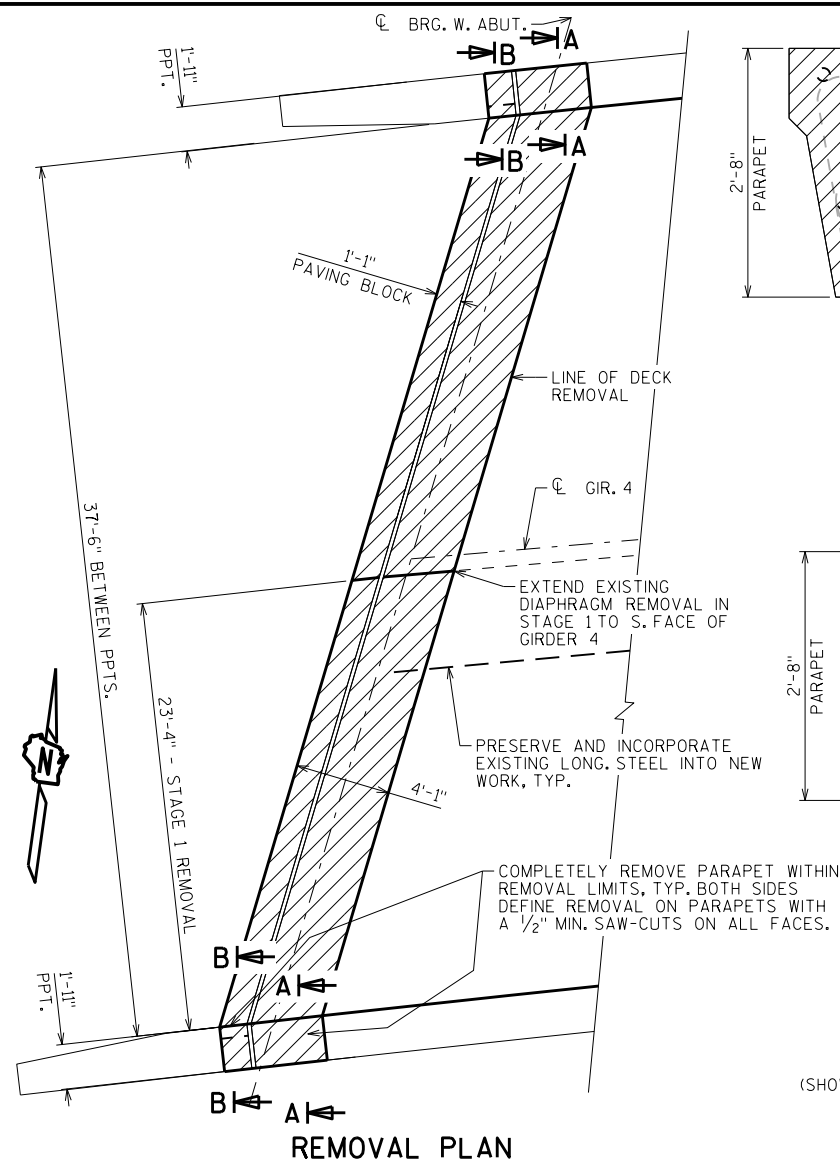 ℄ BRG. W. ABUT.
B
A
1'-11"
PPT.
B
A
2'-8"
PARAPET
1'-1"
PAVING BLOCK
LINE OF DECK
REMOVAL
℄ GIR. 4
37'-6" BETWEEN PPTS.
EXTEND EXISTING
DIAPHRAGM REMOVAL IN
STAGE 1 TO S. FACE OF
GIRDER 4
2'-8"
PARAPET
23'-4" - STAGE 1 REMOVAL
N
PRESERVE AND INCORPORATE
EXISTING LONG. STEEL INTO NEW
WORK, TYP.
4'-1"
COMPLETELY REMOVE PARAPET WITHIN
REMOVAL LIMITS, TYP. BOTH SIDES
DEFINE REMOVAL ON PARAPETS WITH
A 1/2" MIN. SAW-CUTS ON ALL FACES.
B
A
1'-11"
PPT.
(SHO
B
A
REMOVAL PLAN